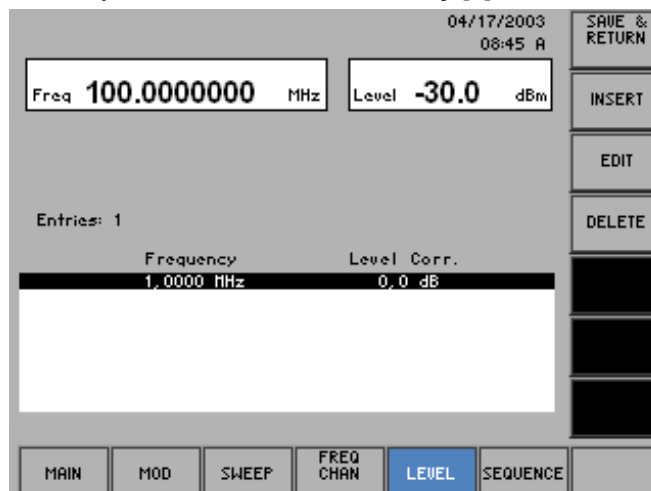 04/17/2003
08:45 A
Freq 100.0000000 MHz
Level -30.0 dBm
Entries: 1
Frequency Level Corr.
1,0000 MHz 0,0 dB
SAVE &
RETURN
INSERT
EDIT
DELETE
MAIN
MOD
SWEEP
FREQ
CHAN
LEVEL
SEQUENCE